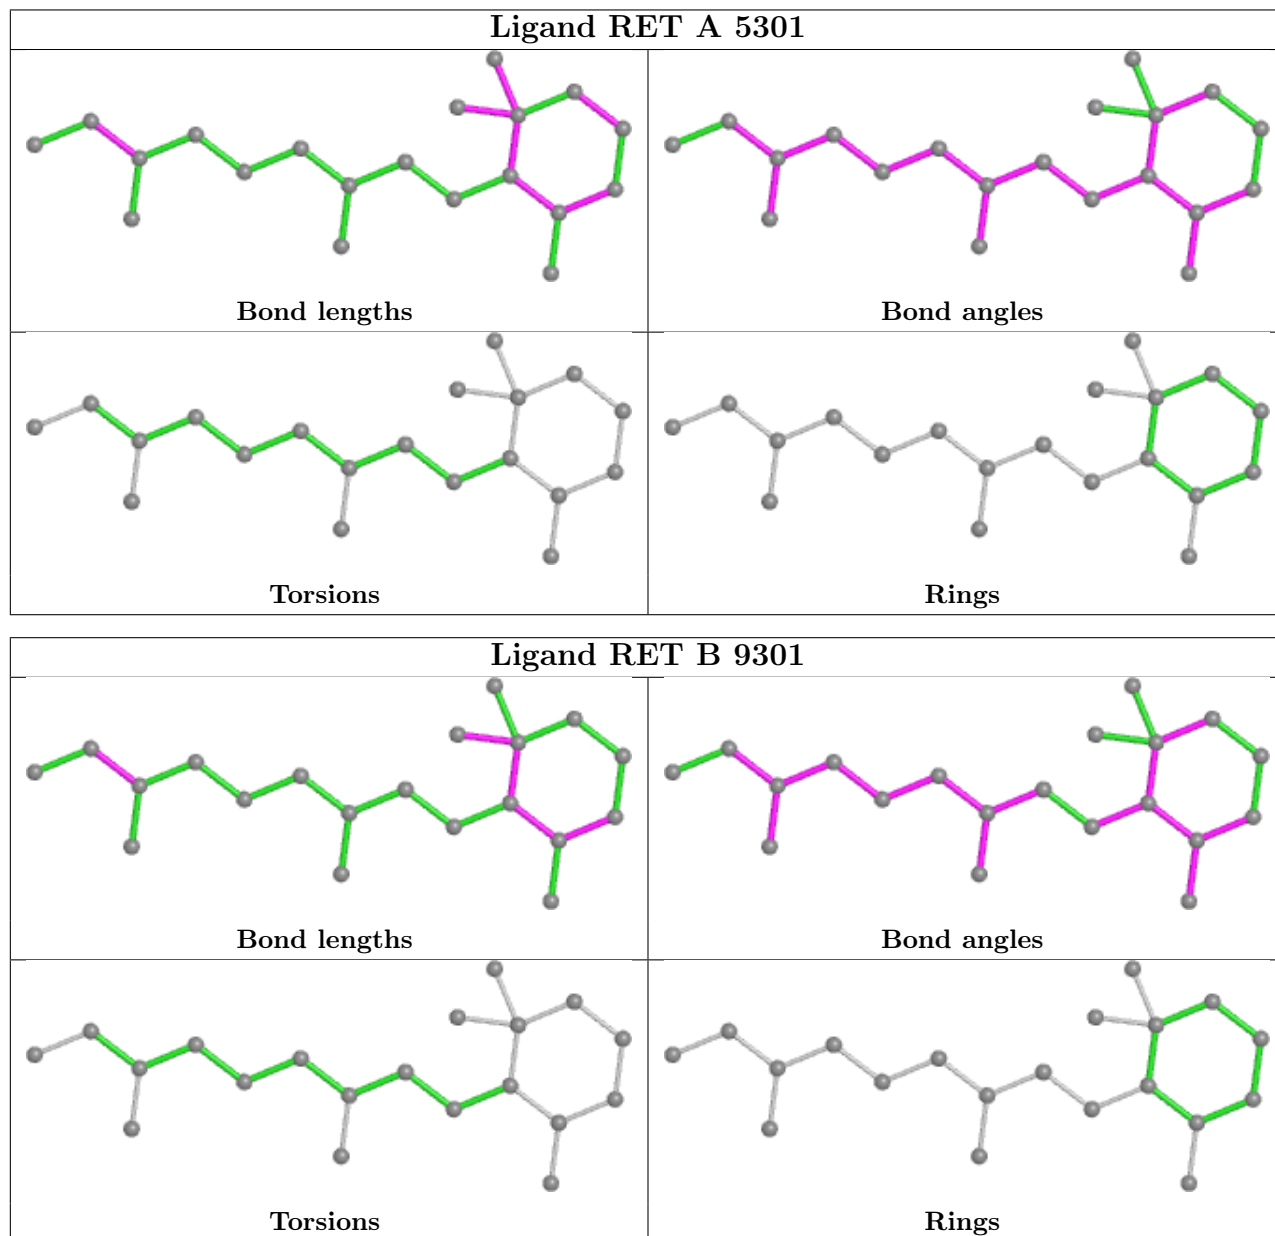 Ligand RET A 5301
Bond lengths
Bond angles
Torsions
Rings
Ligand RET B 9301
Bond lengths
Bond angles
Torsions
Rings